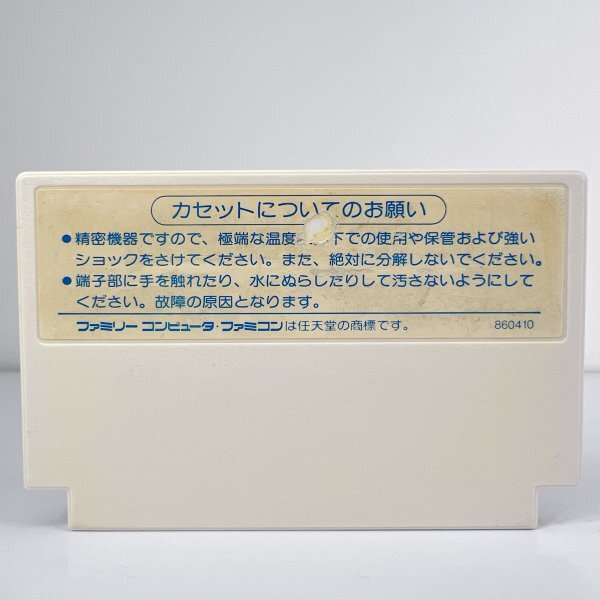 カセットについてのお願い
●精密機器ですので、極端な温度 下での使用や保管および強い
ショックをさけてください。また、絶対に分解しないでください。
●端子部に手を触れたり、水にぬらしたりして汚さないようにして
ください。故障の原因となります。
ファミリー コンピュータ・ファミコンは任天堂の商標です。 860410